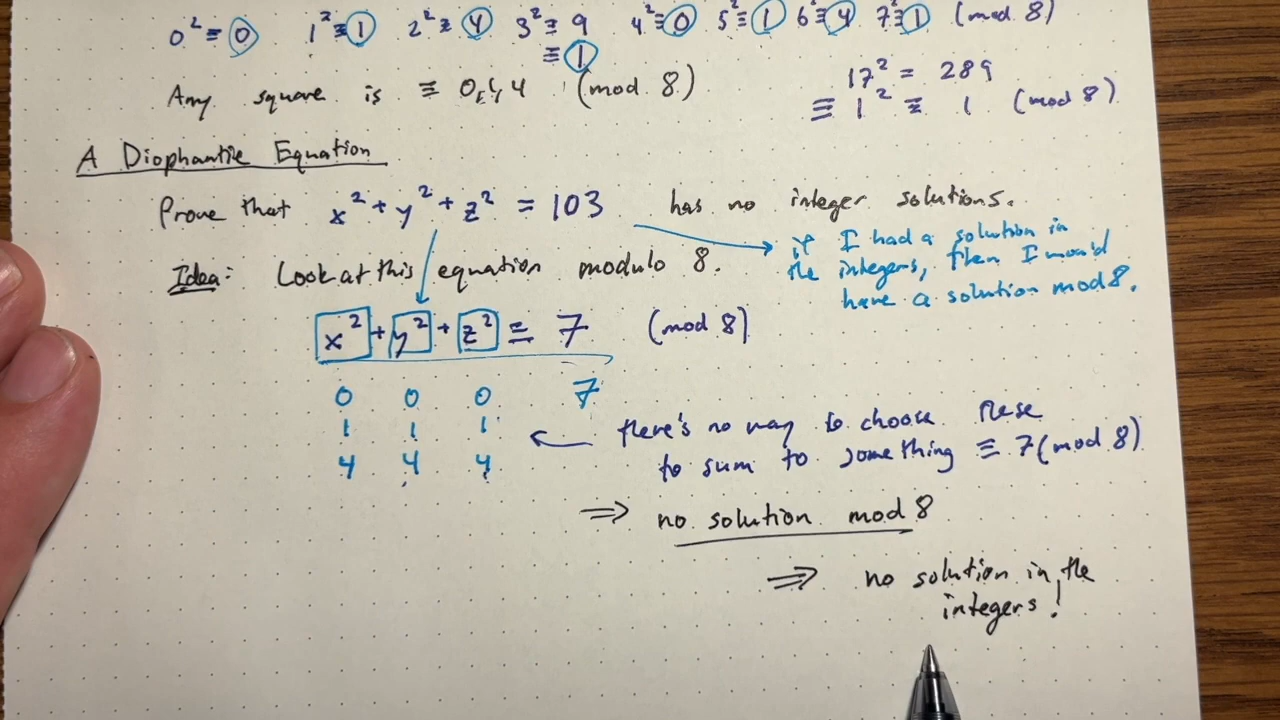 0² ≡ 0 1² ≡ 1 2² ≡ 4 3² ≡ 9 4² ≡ 0 5² ≡ 1 6² ≡ 4 7² ≡ 1 (mod 8)
≡ 1
Any square is ≡ 0, 1, 4 (mod 8)
17² = 289
≡ 1² ≡ 1 (mod 8)
A Diophantie Equation
Prove that x² + y² + z² = 103 has no integer solutions.
if I had a solution in
the integers, then I would
have a solution mod 8.
Idea: Look at this equation modulo 8.
x² + y² + z² ≡ 7 (mod 8)
0 0 0 7
1 1 1
4 4 4
← there's no way to choose these
to sum to something ≡ 7 (mod 8)
⇒ no solution mod 8
⇒ no solution in the
integers!